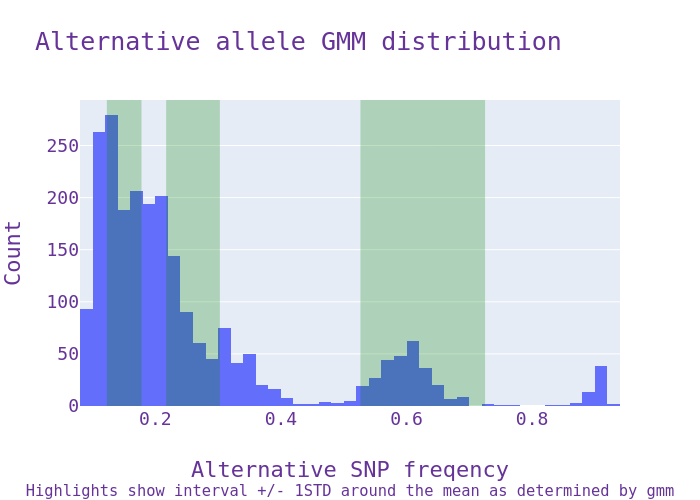 Alternative allele GMM distribution
Count
250
200
150
100
50
0
0.2 0.4 0.6 0.8
Alternative SNP freqency
Highlights show interval +/- 1STD around the mean as determined by gmm